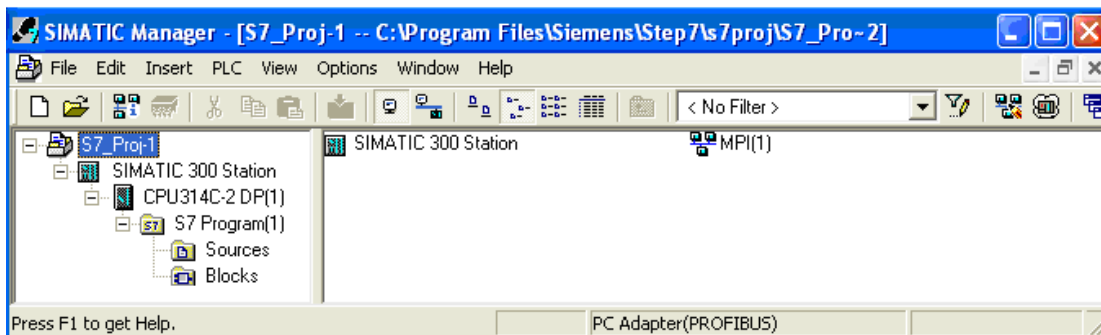 SIMATIC Manager - [S7_Proj-1 -- C:\Program Files\Siemens\Step7\s7proj\S7_Pro~2]
File Edit Insert PLC View Options Window Help
< No Filter >
S7_Proj-1
SIMATIC 300 Station
CPU314C-2 DP(1)
S7 Program(1)
Sources
Blocks
SIMATIC 300 Station
MPI(1)
Press F1 to get Help.
PC Adapter(PROFIBUS)